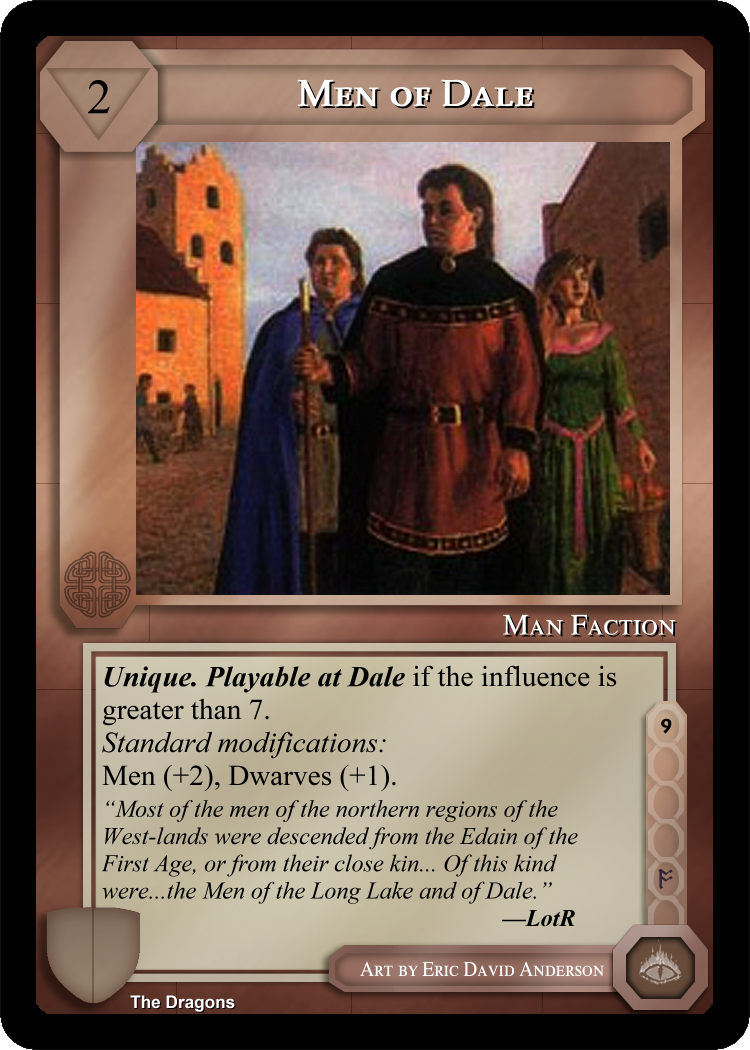 2
Men of Dale
Man Faction
Unique. Playable at Dale if the influence is
greater than 7.
Standard modifications:
Men (+2), Dwarves (+1).
“Most of the men of the northern regions of the
West-lands were descended from the Edain of the
First Age, or from their close kin... Of this kind
were...the Men of the Long Lake and of Dale.”
—LotR
9
ᚩ
Art by Eric David Anderson
The Dragons